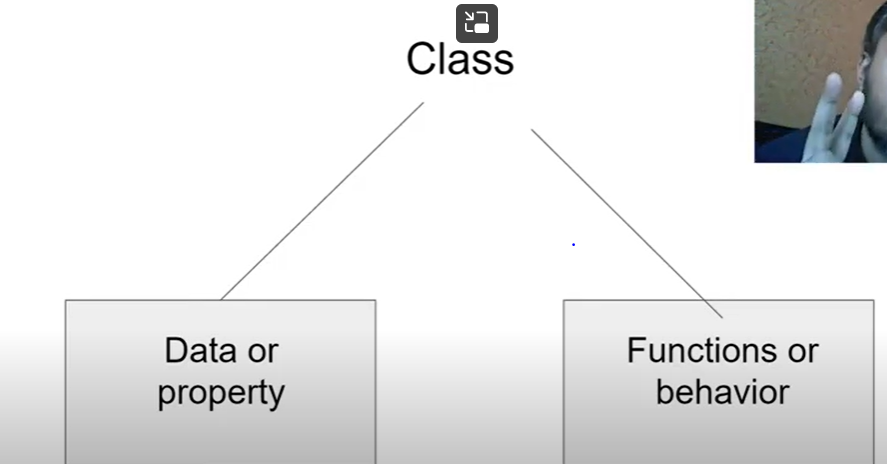 Class
Data or
property
Functions or
behavior